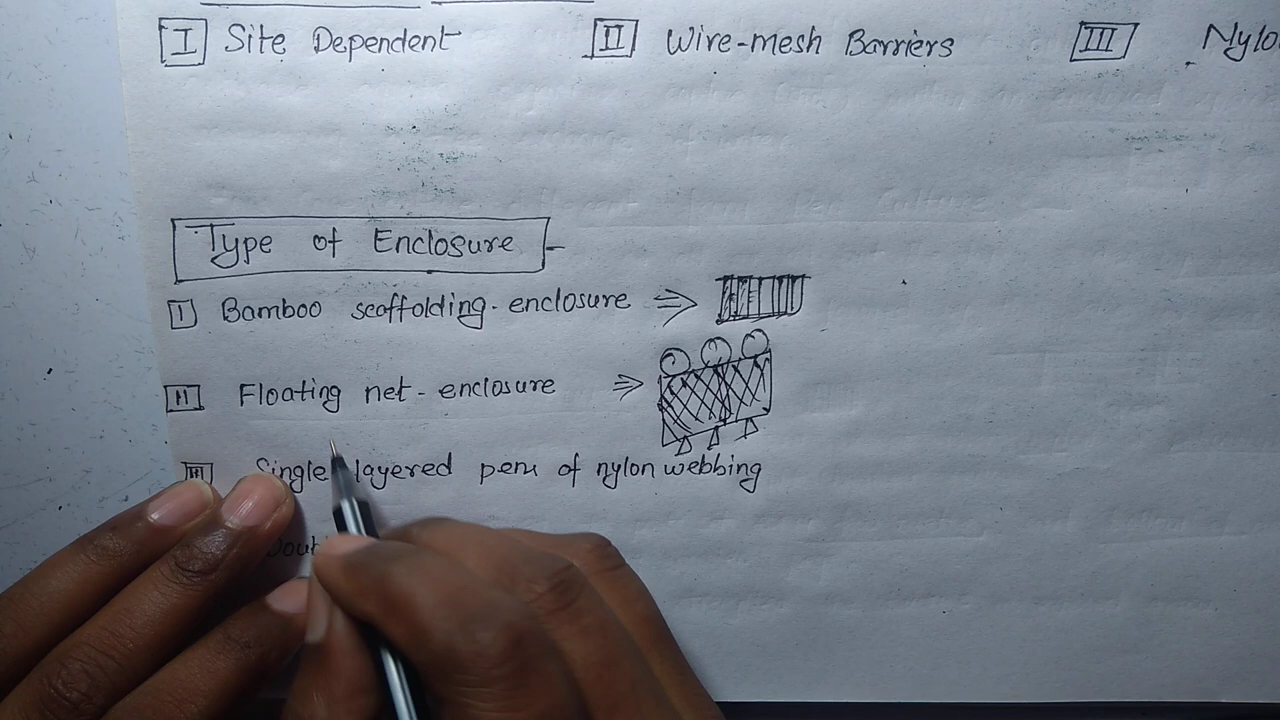 I Site Dependent II Wire-mesh Barriers III Nylo
Type of Enclosure -
I Bamboo scaffolding-enclosure ⇒
II Floating net-enclosure ⇒
III Single layered pen of nylon webbing